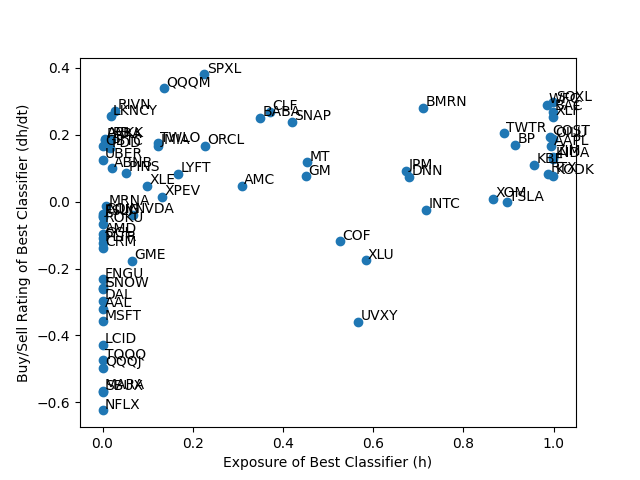 Buy/Sell Rating of Best Classifier (dh/dt)
0.4
0.2
0.0
−0.2
−0.4
−0.6
SPXL
QQQM
RIVN
LKNCY
CLF
BABA
SNAP
BMRN
SOXL
XLF
TWTR
COST
AAPL
BP
TWLO
ORCL
UBER
PINS
LYFT
MT
GM
JPM
DNN
KODK
XLE
XPEV
AMC
XOM
TSLA
INTC
MRNA
NVDA
ROKU
AMD
CRM
COF
GME
XLU
ENGU
SNOW
DAL
AAL
MSFT
UVXY
LCID
TQQQ
QQQJ
NFLX
0.0
0.2
0.4
0.6
0.8
1.0
Exposure of Best Classifier (h)